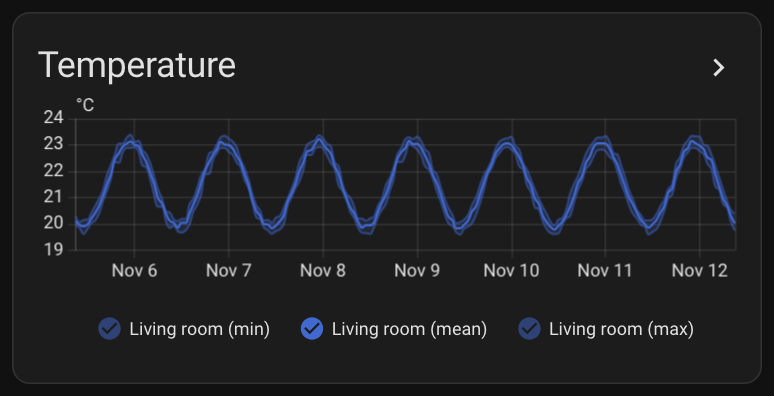 Temperature
°C
24
23
22
21
20
19
Nov 6 Nov 7 Nov 8 Nov 9 Nov 10 Nov 11 Nov 12
Living room (min) Living room (mean) Living room (max)